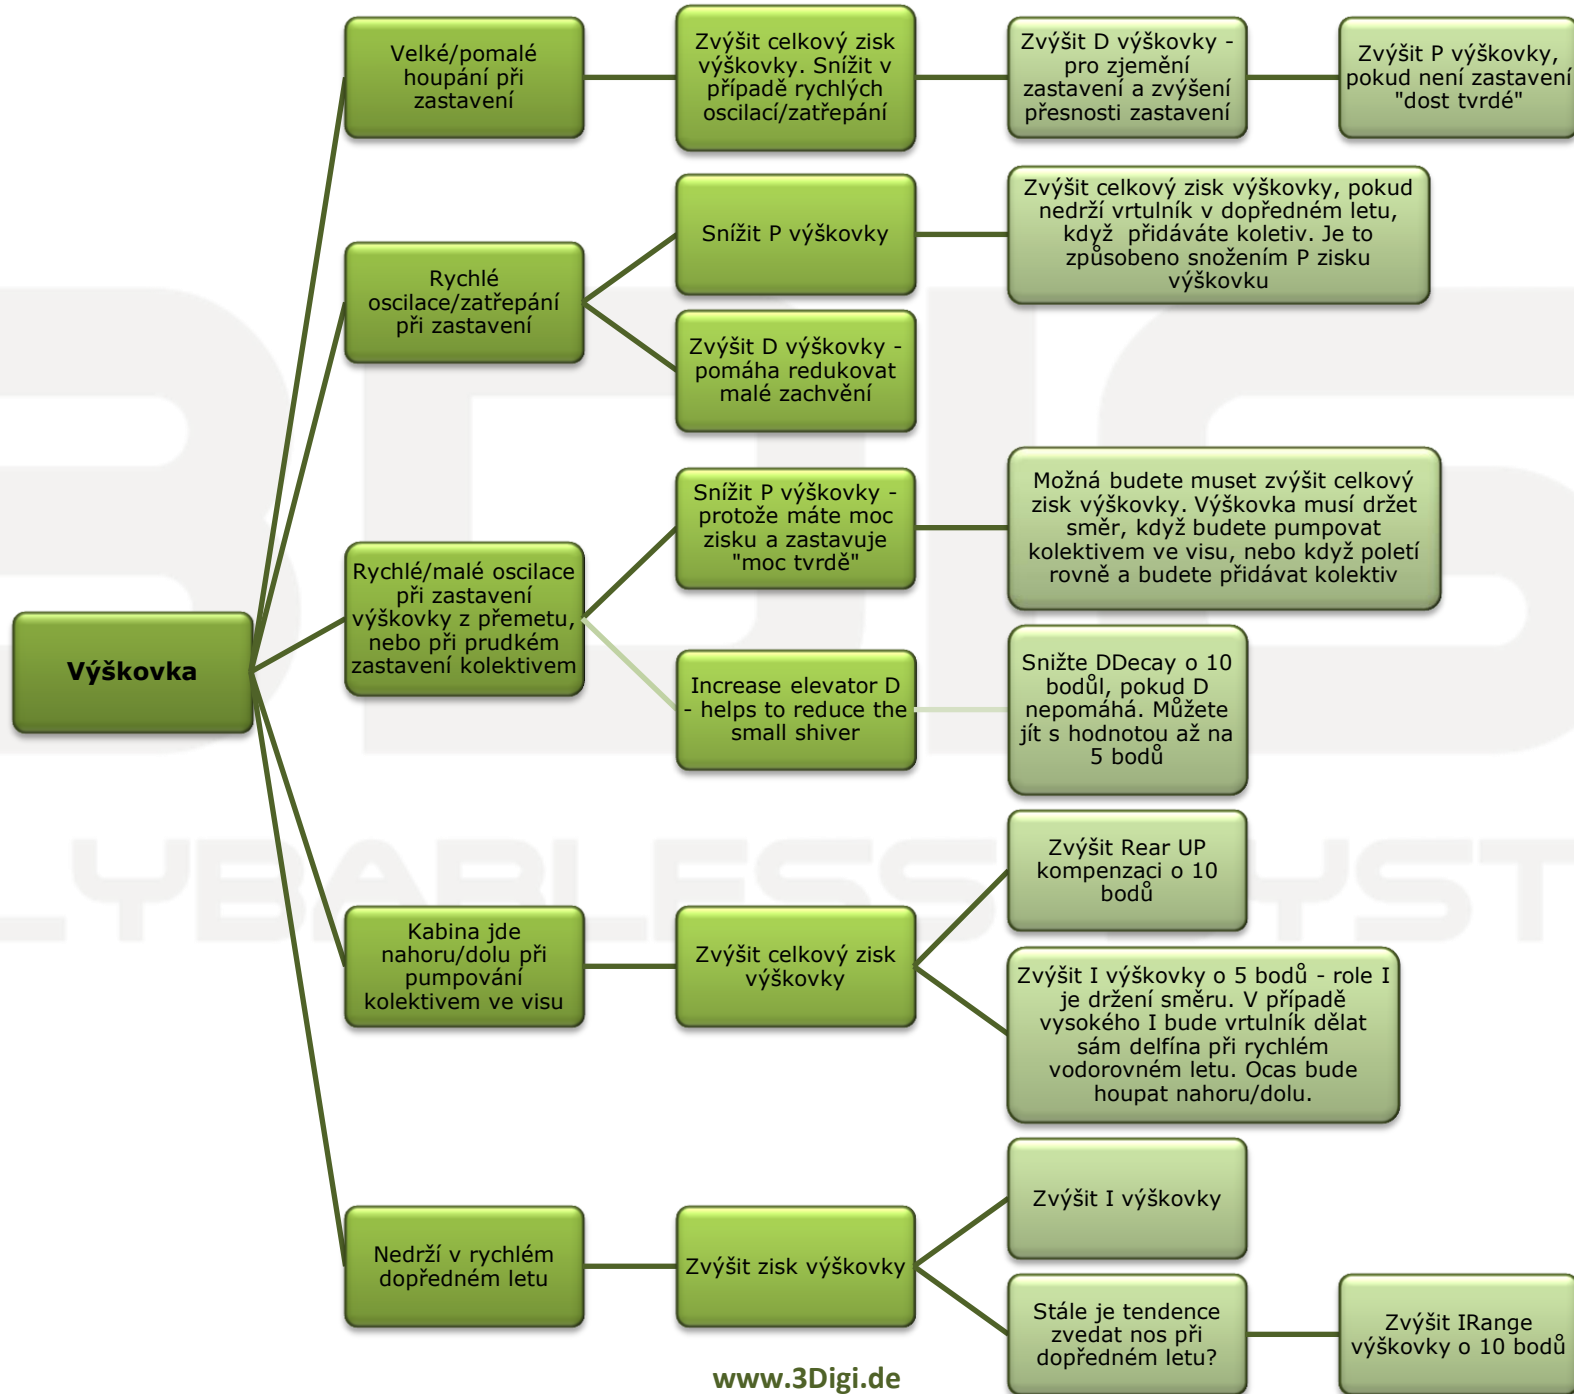 Výškovka
Velké/pomalé
houpání při
zastavení
Zvýšit celkový zisk
výškovky. Snížit v
případě rychlých
oscilací/zatřepání
Zvýšit D výškovky -
pro zjemění
zastavení a zvýšení
přesnosti zastavení
Zvýšit P výškovky,
pokud není zastavení
"dost tvrdé"
Rychlé
oscilace/zatřepání
při zastavení
Snížit P výškovky
Zvýšit celkový zisk výškovky, pokud
nedrží vrtulník v dopředném letu,
když přidáváte koletiv. Je to
způsobeno snožením P zisku
výškovku
Zvýšit D výškovky -
pomáha redukovat
malé zachvění
Rychlé/malé oscilace
při zastavení
výškovky z přemetu,
nebo při prudkém
zastavení kolektivem
Snížit P výškovky -
protože máte moc
zisku a zastavuje
"moc tvrdě"
Možná budete muset zvýšit celkový
zisk výškovky. Výškovka musí držet
směr, když budete pumpovat
kolektivem ve visu, nebo když poletí
rovně a budete přidávat kolektiv
Increase elevator D
- helps to reduce the
small shiver
Snižte DDecay o 10
bodůl, pokud D
nepomáhá. Můžete
jít s hodnotou až na
5 bodů
Kabina jde
nahoru/dolu při
pumpování
kolektivem ve visu
Zvýšit celkový zisk
výškovky
Zvýšit Rear UP
kompenzaci o 10
bodů
Zvýšit I výškovky o 5 bodů - role I
je držení směru. V případě
vysokého I bude vrtulník dělat
sám delfína při rychlém
vodorovném letu. Ocas bude
houpat nahoru/dolu.
Nedrží v rychlém
dopředném letu
Zvýšit zisk výškovky
Zvýšit I výškovky
Stále je tendence
zvedat nos při
dopředném letu?
Zvýšit IRange
výškovky o 10 bodů
www.3Digi.de